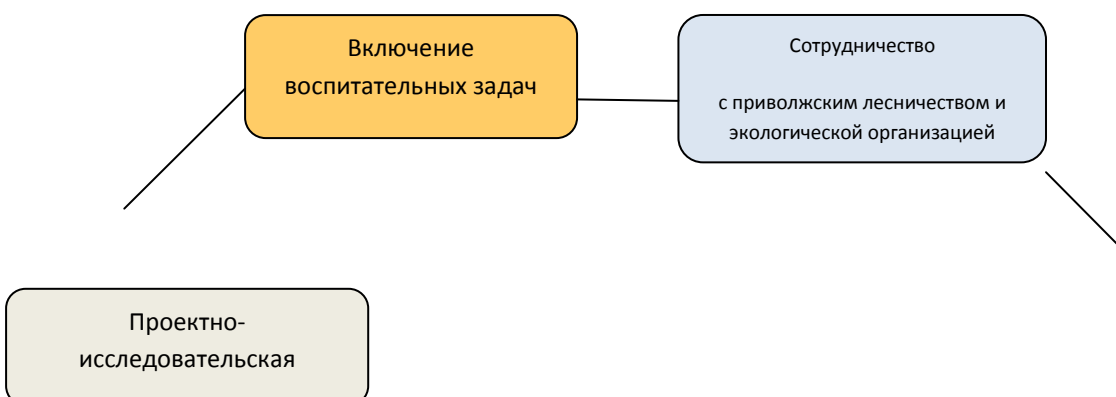 Включение
воспитательных задач
Сотрудничество
с приволжским лесничеством и
экологической организацией
Проектно-
исследовательская